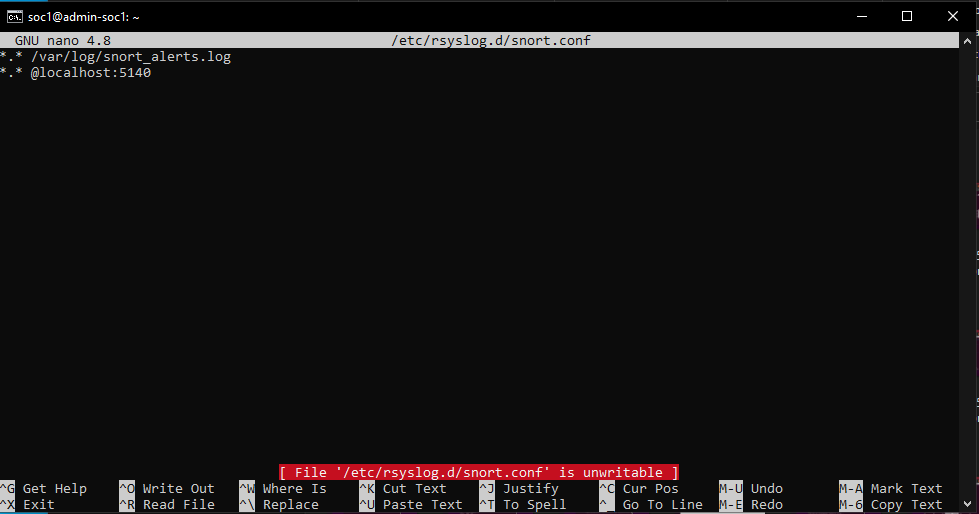 soc1@admin-soc1: ~
GNU nano 4.8 /etc/rsyslog.d/snort.conf
*.* /var/log/snort_alerts.log
*.* @localhost:5140
[ File '/etc/rsyslog.d/snort.conf' is unwritable ]
^G Get Help ^O Write Out ^W Where Is ^K Cut Text ^J Justify ^C Cur Pos M-U Undo M-A Mark Text
^X Exit ^R Read File ^\ Replace ^U Paste Text ^T To Spell ^_ Go To Line M-E Redo M-6 Copy Text